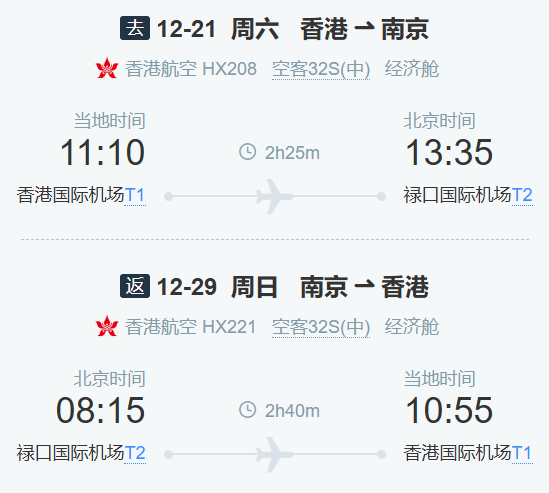 去 12-21 周六 香港 ⇀ 南京
香港航空 HX208 空客32S(中) 经济舱
当地时间 北京时间
11:10 2h25m 13:35
香港国际机场T1 禄口国际机场T2
返 12-29 周日 南京 ⇀ 香港
香港航空 HX221 空客32S(中) 经济舱
北京时间 当地时间
08:15 2h40m 10:55
禄口国际机场T2 香港国际机场T1